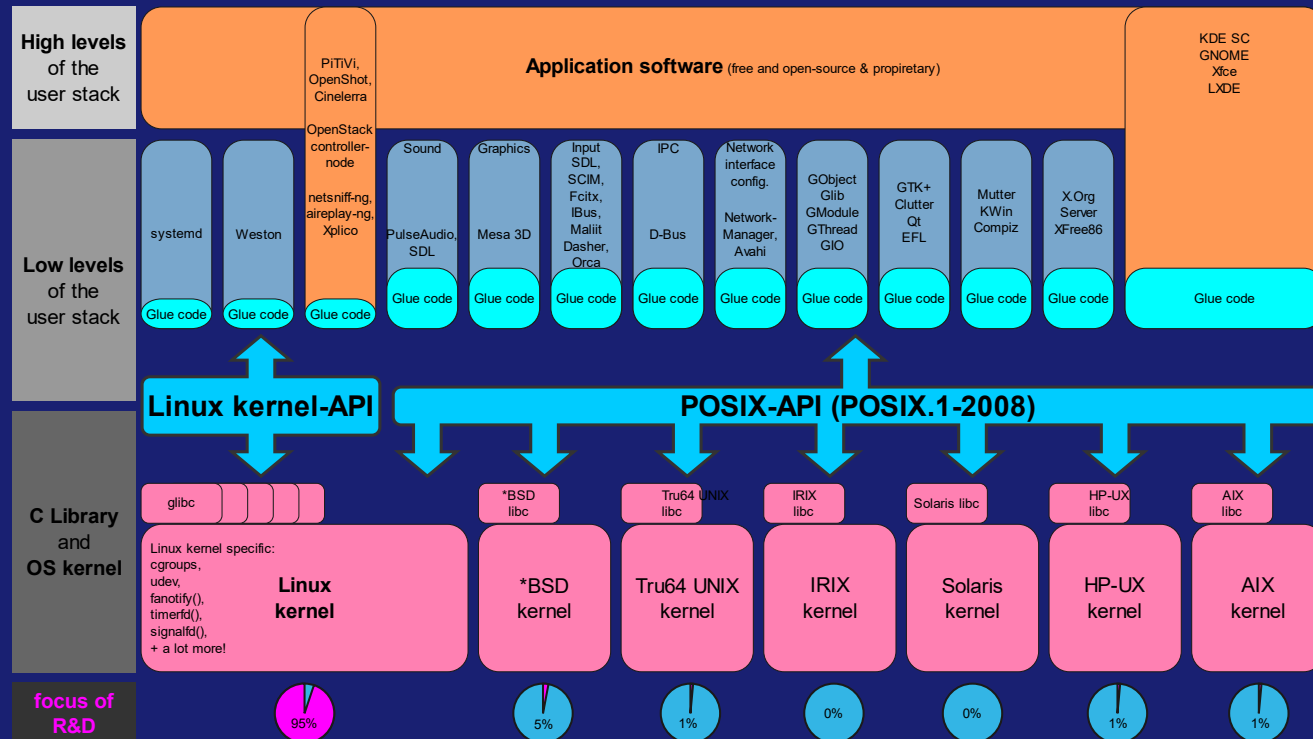 High levels
of the
user stack
Application software (free and open-source & propiretary)
PiTiVi,
OpenShot,
Cinelerra
OpenStack
controller-
node
netsniff-ng,
aireplay-ng,
Xplico
KDE SC
GNOME
Xfce
LXDE
Low levels
of the
user stack
systemd
Weston
Sound
PulseAudio,
SDL
Graphics
Mesa 3D
Input
SDL,
SCIM,
Fcitx,
IBus,
Maliit
Dasher,
Orca
IPC
D-Bus
Network
interface
config.
Network-
Manager,
Avahi
GObject
Glib
GModule
GThread
GIO
GTK+
Clutter
Qt
EFL
Mutter
KWin
Compiz
X.Org
Server
XFree86
Glue code
Glue code
Glue code
Glue code
Glue code
Glue code
Glue code
Glue code
Glue code
Glue code
Glue code
Glue code
Glue code
Linux kernel-API
POSIX-API (POSIX.1-2008)
C Library
and
OS kernel
glibc
*BSD
libc
Tru64 UNIX
libc
IRIX
libc
Solaris libc
HP-UX
libc
AIX
libc
Linux kernel specific:
cgroups,
udev,
fanotify(),
timerfd(),
signalfd(),
+ a lot more!
Linux
kernel
*BSD
kernel
Tru64 UNIX
kernel
IRIX
kernel
Solaris
kernel
HP-UX
kernel
AIX
kernel
focus of
R&D
95%
5%
1%
0%
0%
1%
1%